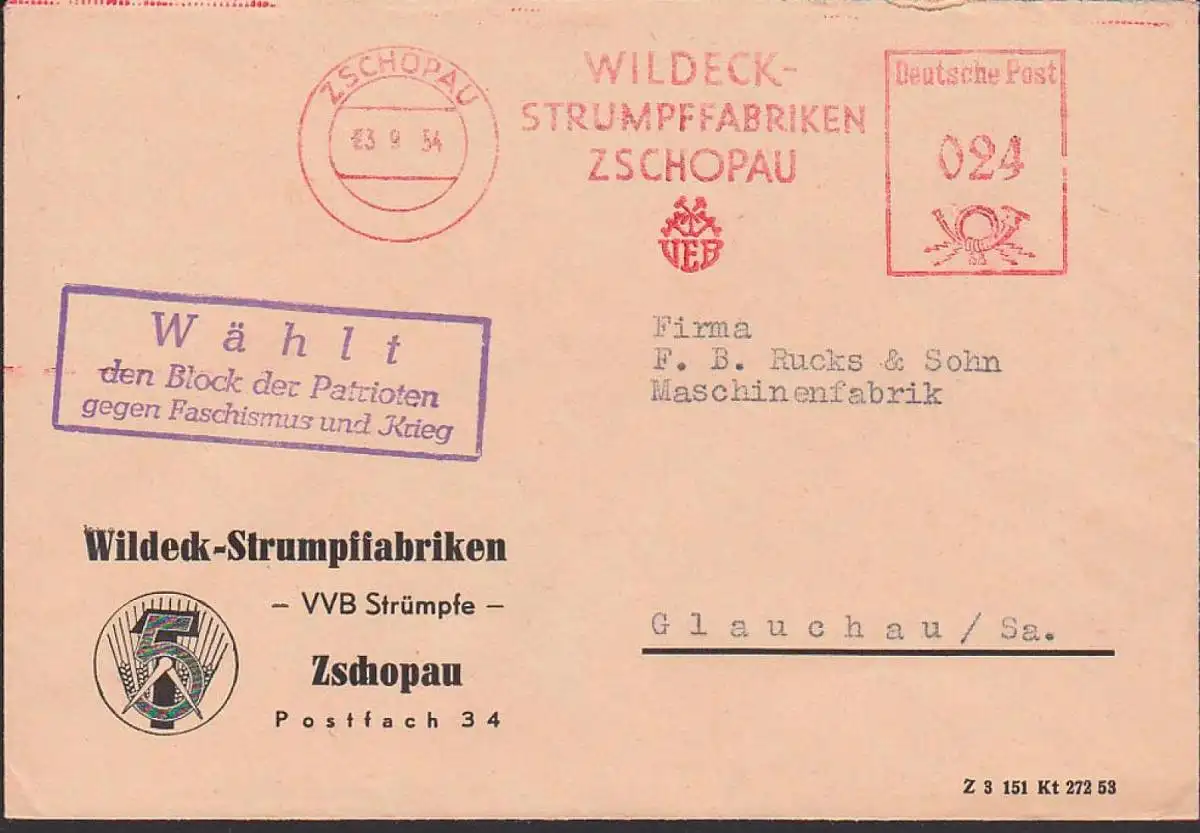 ZSCHOPAU
23 9 54
WILDECK-
STRUMPFFABRIKEN
ZSCHOPAU
VEB
Deutsche Post
024
Wählt
den Block der Patrioten
gegen Faschismus und Krieg
Firma
F. B. Rucks & Sohn
Maschinenfabrik
Glauchau/Sa.
Wildeck-Strumpffabriken
– VVB Strümpfe –
5
Zschopau
Postfach 34
Z 3 151 Kt 272 53